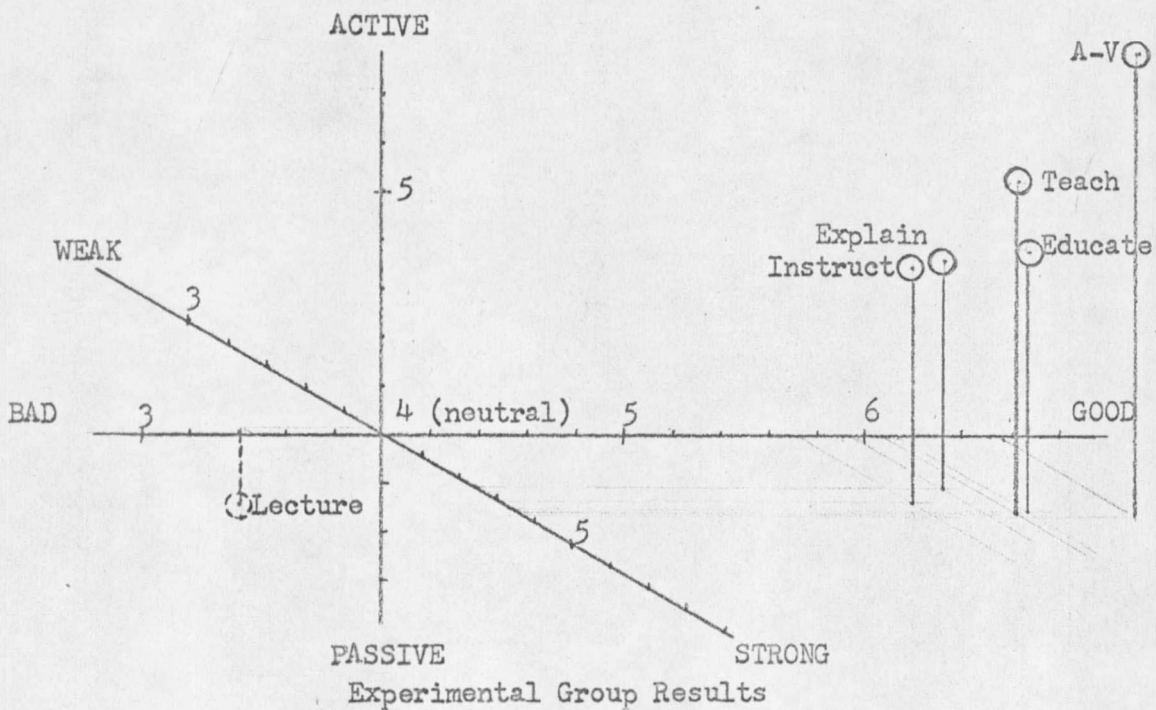 ACTIVE
A-V
5
Teach
Explain
Educate
Instruct
WEAK
3
BAD
3
4 (neutral)
5
6
GOOD
Lecture
5
PASSIVE
STRONG
Experimental Group Results